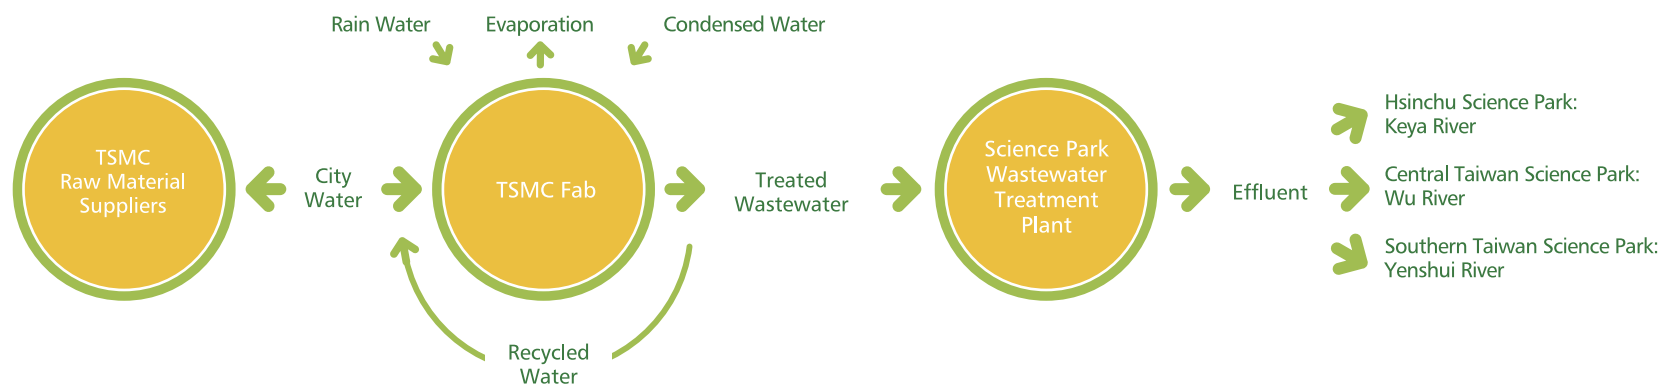 Rain Water
Evaporation
Condensed Water
TSMC
Raw Material
Suppliers
City
Water
TSMC Fab
Recycled
Water
Treated
Wastewater
Science Park
Wastewater
Treatment
Plant
Effluent
Hsinchu Science Park:
Keya River
Central Taiwan Science Park:
Wu River
Southern Taiwan Science Park:
Yenshui River